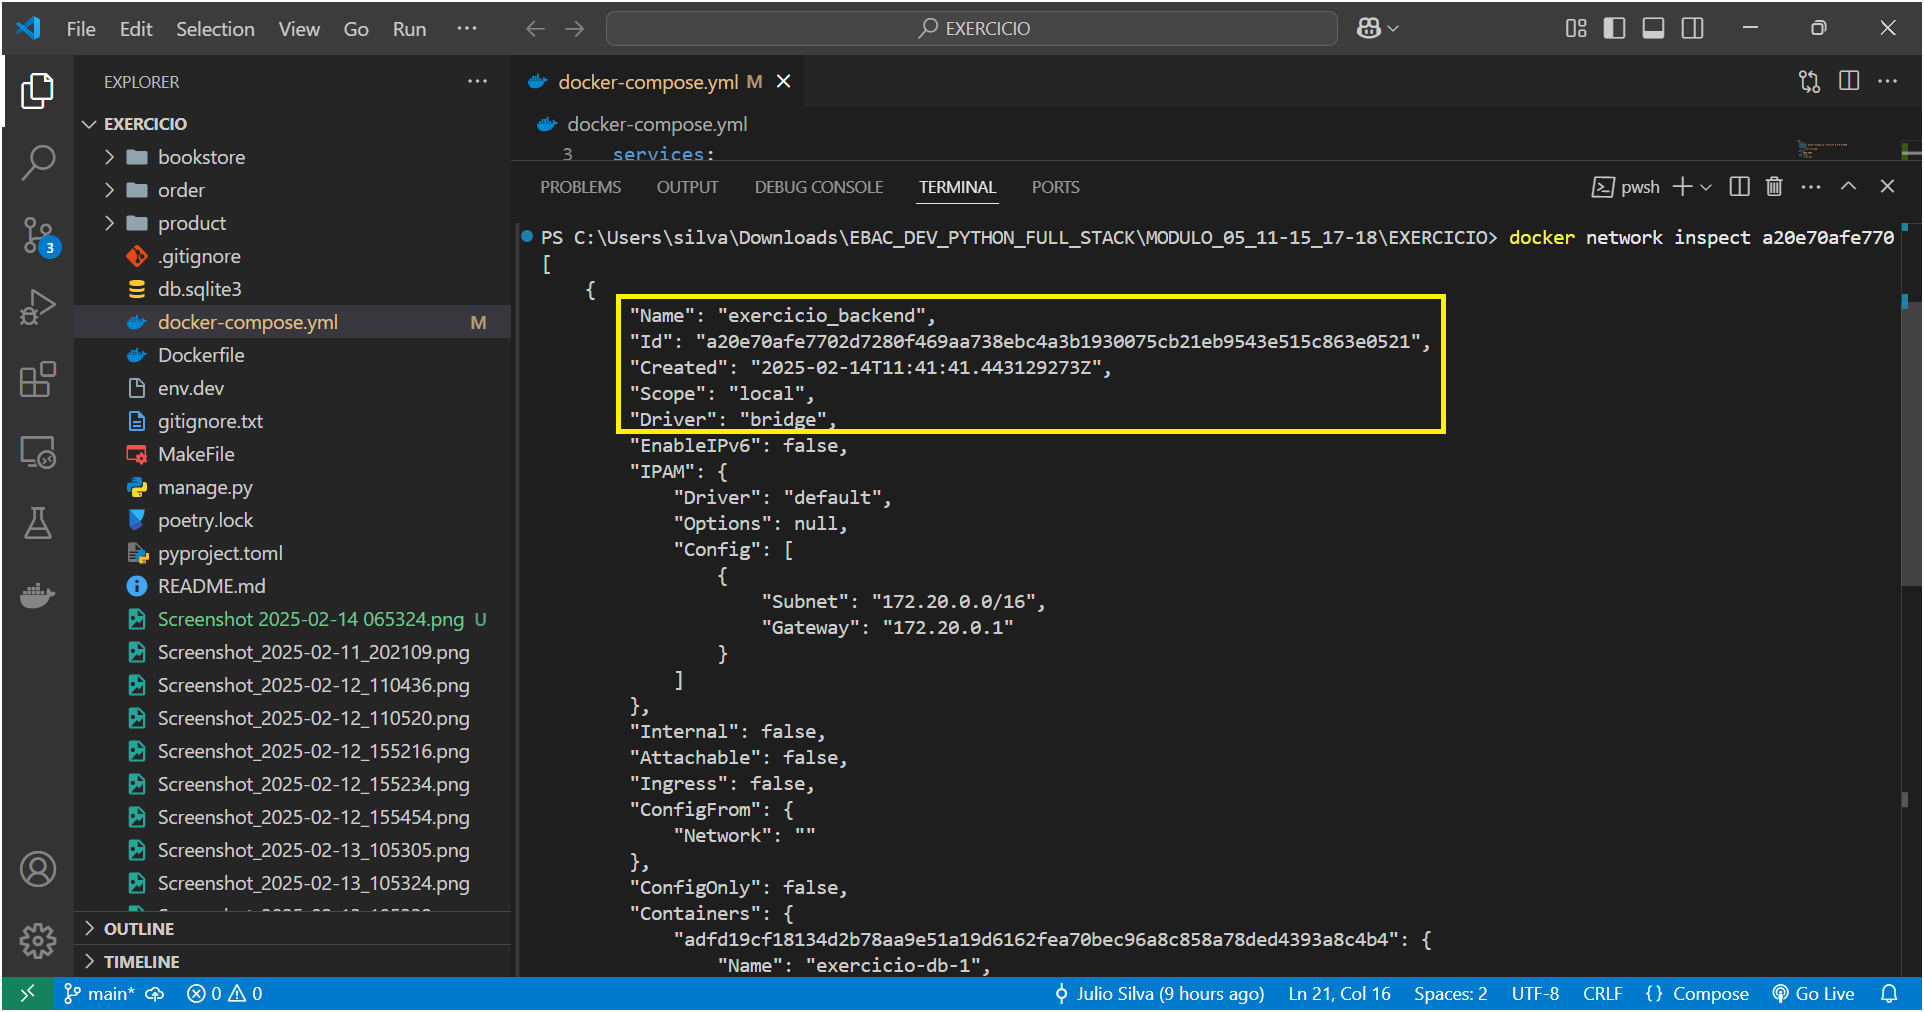 File Edit Selection View Go Run ··· EXERCICIO
EXPLORER ···
EXERCICIO
bookstore
order
product
.gitignore
db.sqlite3
docker-compose.yml M
Dockerfile
env.dev
gitignore.txt
MakeFile
manage.py
poetry.lock
pyproject.toml
README.md
Screenshot 2025-02-14 065324.png U
Screenshot_2025-02-11_202109.png
Screenshot_2025-02-12_110436.png
Screenshot_2025-02-12_110520.png
Screenshot_2025-02-12_155216.png
Screenshot_2025-02-12_155234.png
Screenshot_2025-02-12_155454.png
Screenshot_2025-02-13_105305.png
Screenshot_2025-02-13_105324.png
OUTLINE
TIMELINE
3
docker-compose.yml M
docker-compose.yml
3 services:
PROBLEMS OUTPUT DEBUG CONSOLE TERMINAL PORTS pwsh
PS C:\Users\silva\Downloads\EBAC_DEV_PYTHON_FULL_STACK\MODULO_05_11-15_17-18\EXERCICIO> docker network inspect a20e70afe770
[
{
"Name": "exercicio_backend",
"Id": "a20e70afe7702d7280f469aa738ebc4a3b1930075cb21eb9543e515c863e0521",
"Created": "2025-02-14T11:41:41.443129273Z",
"Scope": "local",
"Driver": "bridge",
"EnableIPv6": false,
"IPAM": {
"Driver": "default",
"Options": null,
"Config": [
{
"Subnet": "172.20.0.0/16",
"Gateway": "172.20.0.1"
}
]
},
"Internal": false,
"Attachable": false,
"Ingress": false,
"ConfigFrom": {
"Network": ""
},
"ConfigOnly": false,
"Containers": {
"adfd19cf18134d2b78aa9e51a19d6162fea70bec96a8c858a78ded4393a8c4b4": {
"Name": "exercicio-db-1",
main* 0 0 Julio Silva (9 hours ago) Ln 21, Col 16 Spaces: 2 UTF-8 CRLF {} Compose Go Live